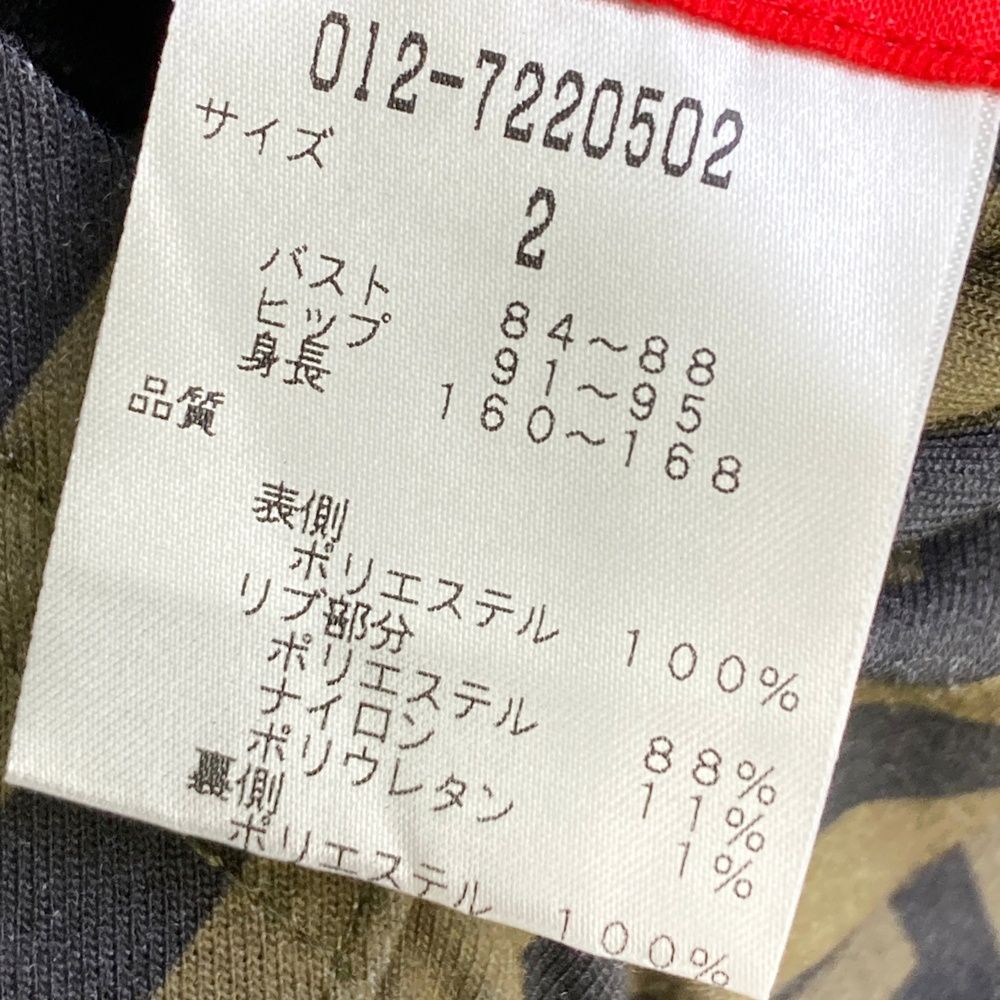 012-7220502
サイズ
2
バスト 84~88
ヒップ 91~95
身長 160~168
品質
表側
ポリエステル 100%
リブ部分
ポリエステル 88%
ナイロン 11%
ポリウレタン 1%
裏側
ポリエステル 100%